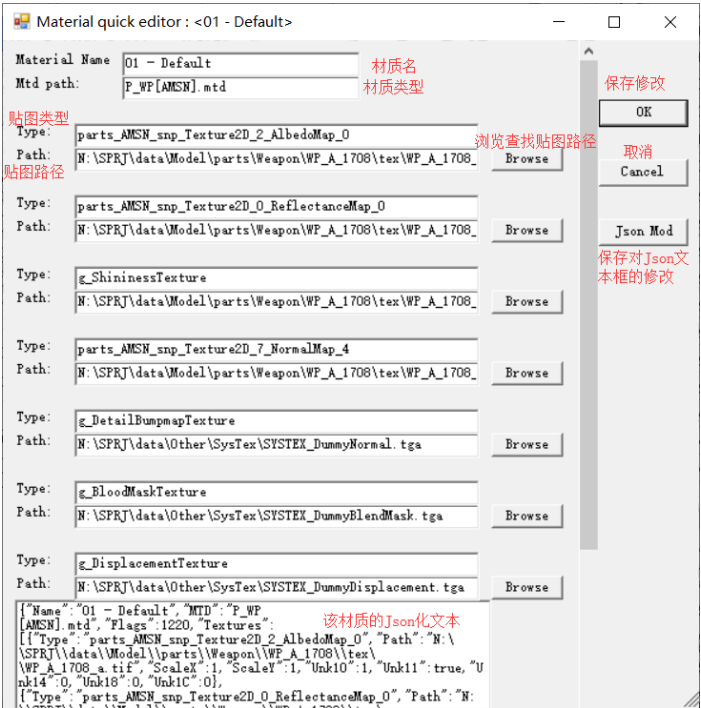 Material quick editor : <01 - Default>
Material Name
01 - Default
材质名
Mtd path:
P_WP[AMSN].mtd
材质类型
保存修改
OK
贴图类型
Type:
parts_AMSN_snp_Texture2D_2_AlbedoMap_0
浏览查找贴图路径
Path:
N:\SPRJ\data\Model\parts\Weapon\WP_A_1708\tex\WP_A_1708_
Browse
取消
Cancel
贴图路径
Type:
parts_AMSN_snp_Texture2D_0_ReflectanceMap_0
Path:
N:\SPRJ\data\Model\parts\Weapon\WP_A_1708\tex\WP_A_1708_
Browse
Json Mod
保存对Json文
本框的修改
Type:
g_ShininessTexture
Path:
N:\SPRJ\data\Model\parts\Weapon\WP_A_1708\tex\WP_A_1708_
Browse
Type:
parts_AMSN_snp_Texture2D_7_NormalMap_4
Path:
N:\SPRJ\data\Model\parts\Weapon\WP_A_1708\tex\WP_A_1708_
Browse
Type:
g_DetailBumpmapTexture
Path:
N:\SPRJ\data\Other\SysTex\SYSTEX_DummyNormal.tga
Browse
Type:
g_BloodMaskTexture
Path:
N:\SPRJ\data\Other\SysTex\SYSTEX_DummyBlendMask.tga
Browse
Type:
g_DisplacementTexture
Path:
N:\SPRJ\data\Other\SysTex\SYSTEX_DummyDisplacement.tga
Browse
{"Name":"01 - Default","MTD":"P_WP
该材质的Json化文本
[AMSN].mtd","Flags":1220,"Textures":
[{"Type":"parts_AMSN_snp_Texture2D_2_AlbedoMap_0","Path":"N:\
\SPRJ\\data\\Model\\parts\\Weapon\\WP_A_1708\\tex\
\WP_A_1708_a.tif","ScaleX":1,"ScaleY":1,"Unk10":1,"Unk11":true,"U
nk14":0,"Unk18":0,"Unk1C":0},
{"Type":"parts_AMSN_snp_Texture2D_0_ReflectanceMap_0","Path":"N: